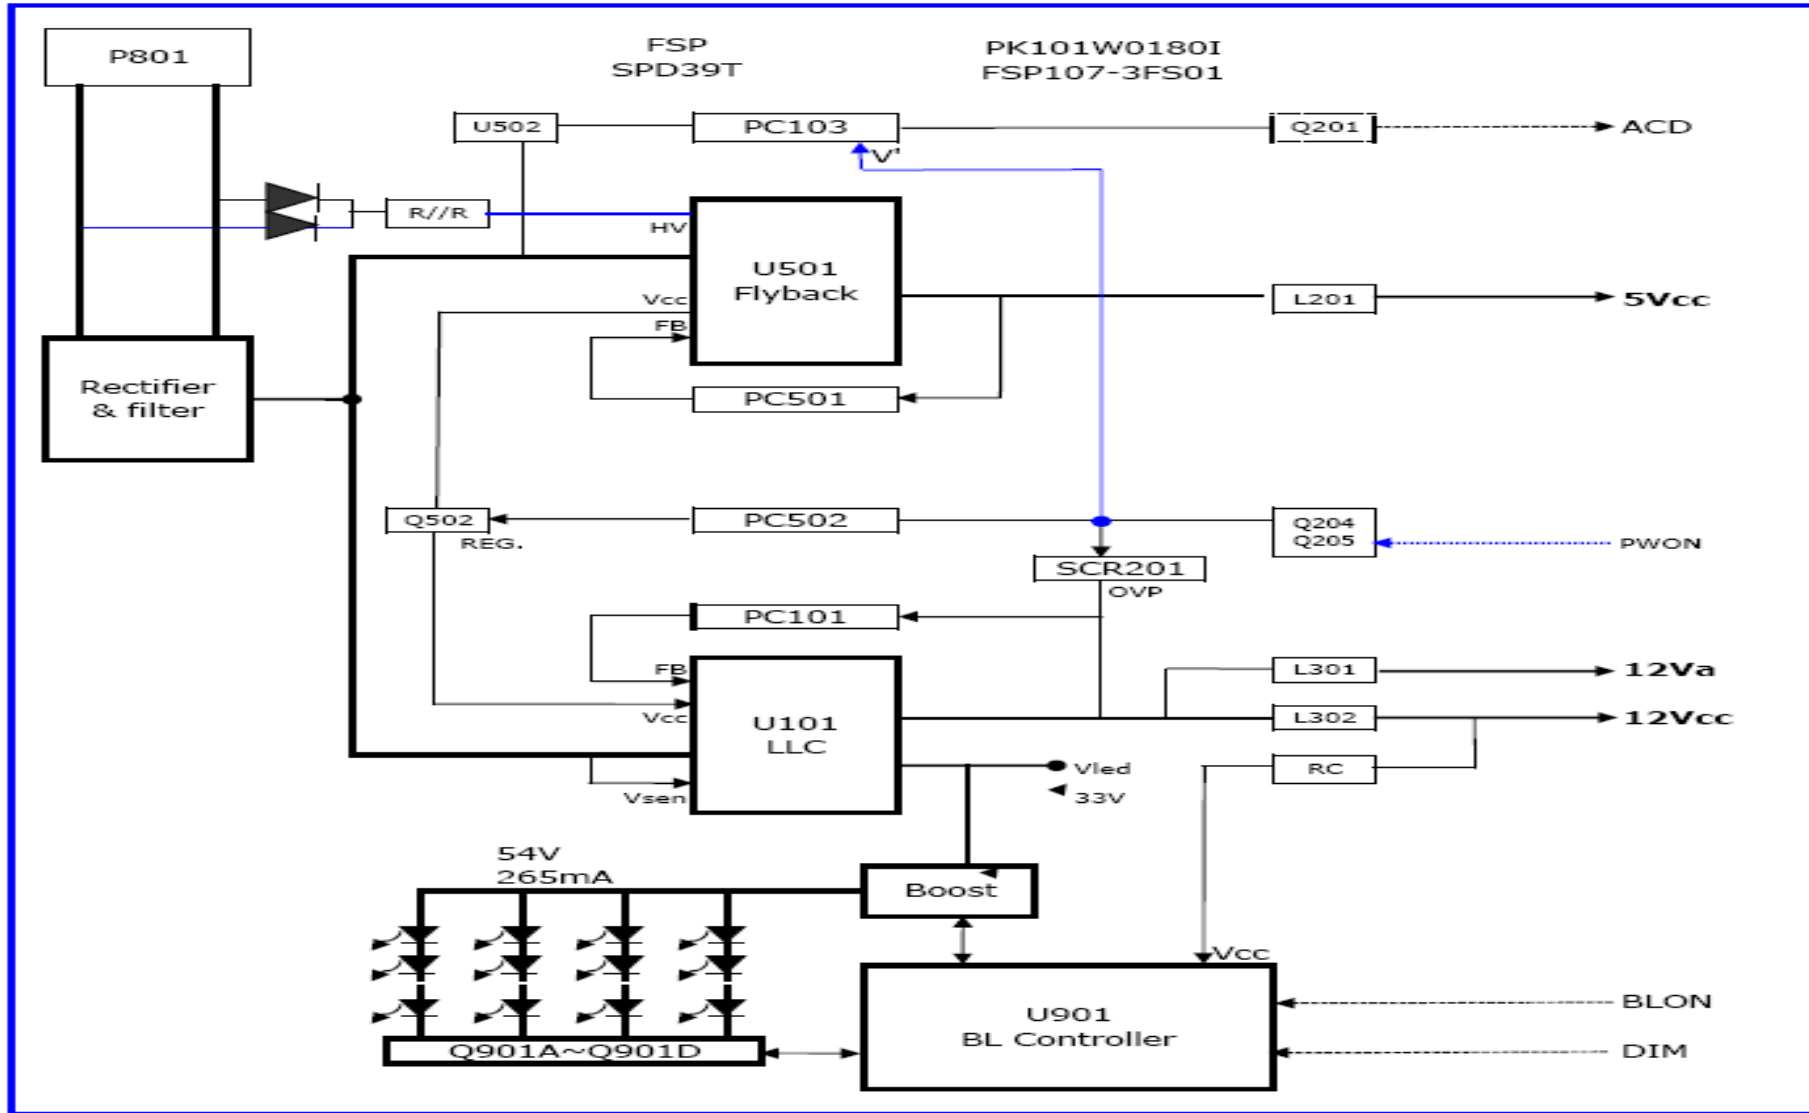 P801
FSP
SPD39T
PK101W0180I
FSP107-3FS01
U502
PC103
Q201
ACD
V'
R//R
HV
U501
Flyback
Vcc
FB
L201
5Vcc
Rectifier
& filter
PC501
Q502
REG.
PC502
Q204
Q205
PWON
SCR201
OVP
PC101
FB
Vcc
U101
LLC
L301
12Va
L302
12Vcc
Vsen
Vled
33V
RC
54V
265mA
Boost
Vcc
U901
BL Controller
BLON
DIM
Q901A~Q901D